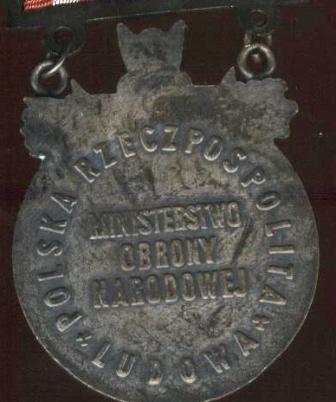 POLSKA RZECZPOSPOLITA
* LUDOWA *
MINISTERSTWO
OBRONY
NARODOWEJ